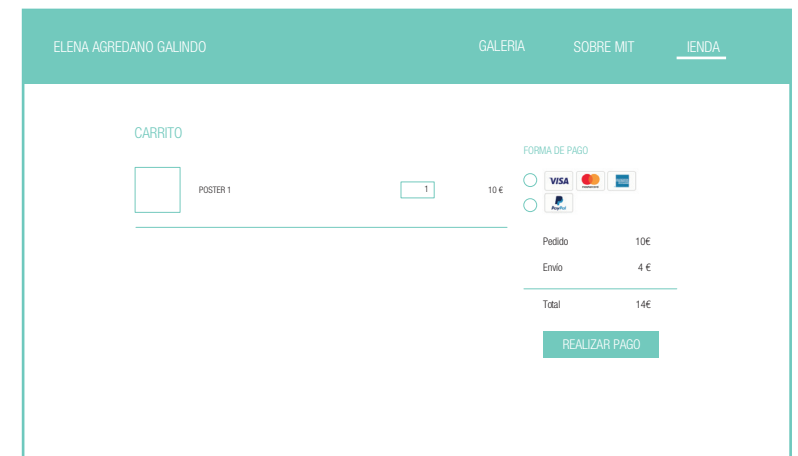 ELENA AGREDANO GALINDO
GALERIA SOBRE MIT IENDA
CARRITO
POSTER 1 1 10 €
FORMA DE PAGO
VISA
PayPal
Pedido 10€
Envío 4 €
Total 14€
REALIZAR PAGO